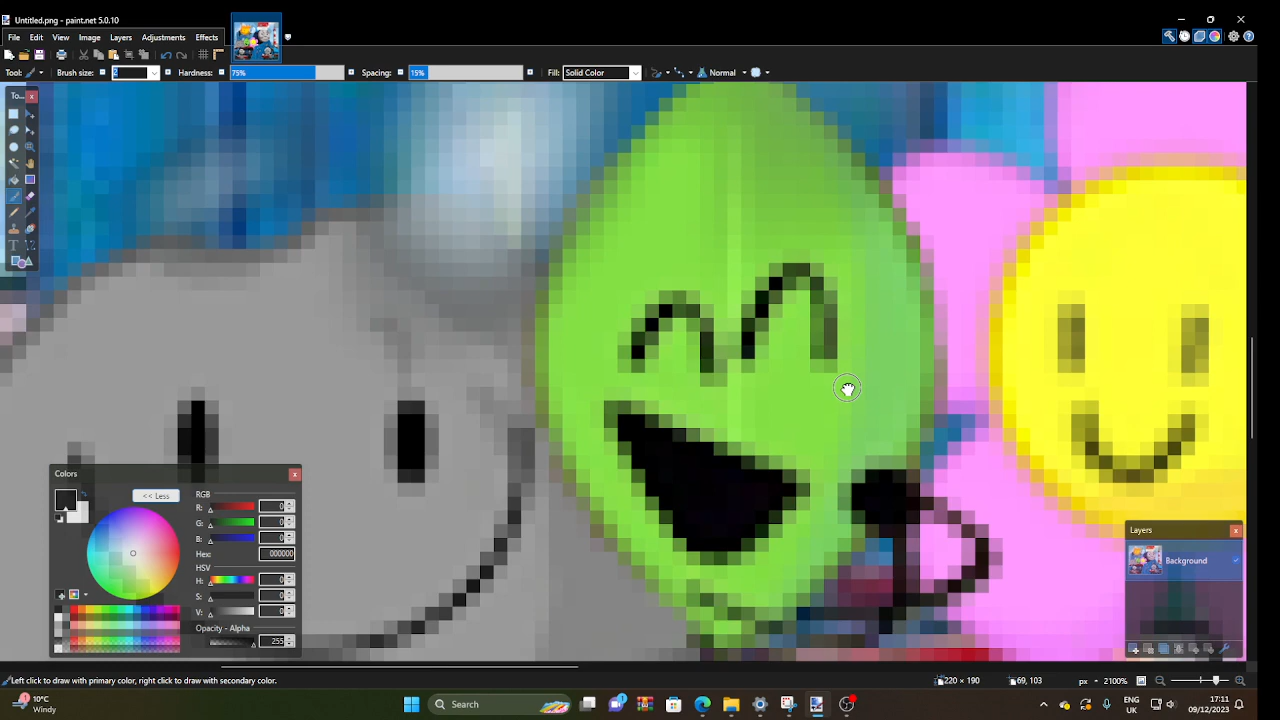 Untitled.png - paint.net 5.0.10
File Edit View Image Layers Adjustments Effects
Tool: Brush size: 2 Hardness: 75% Spacing: 15% Fill: Solid Color Normal
To...
Colors
<< Less
RGB
R: 0
G: 0
B: 0
Hex: 000000
HSV
H: 0
S: 0
V: 0
Opacity - Alpha
255
Layers
Background
Left click to draw with primary color, right click to draw with secondary color.
220 × 190 69, 103 px 2100%
10°C
Windy
Search
1
ENG
UK
17:11
09/12/2023